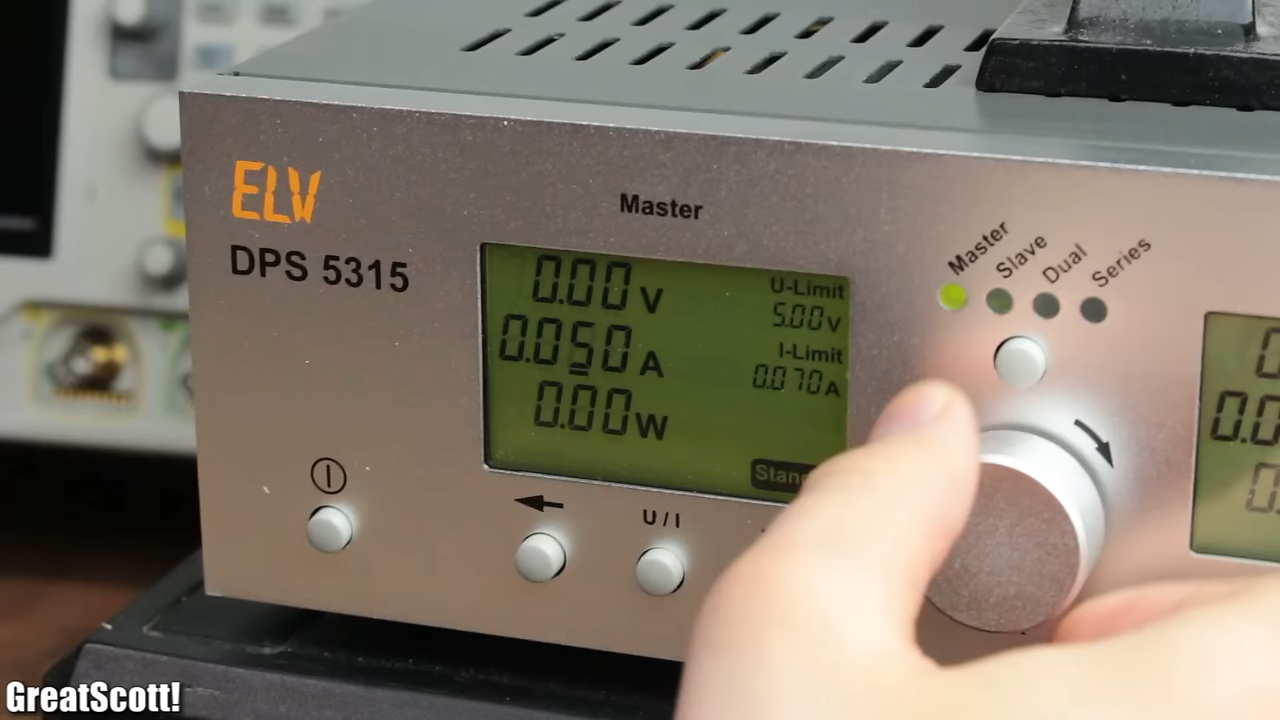 ELV
DPS 5315
Master
0.00 V
0.050 A
0.00 W
U-Limit
5.00 V
I-Limit
0.070 A
Master
Slave
Dual
Series
U / I
GreatScott!